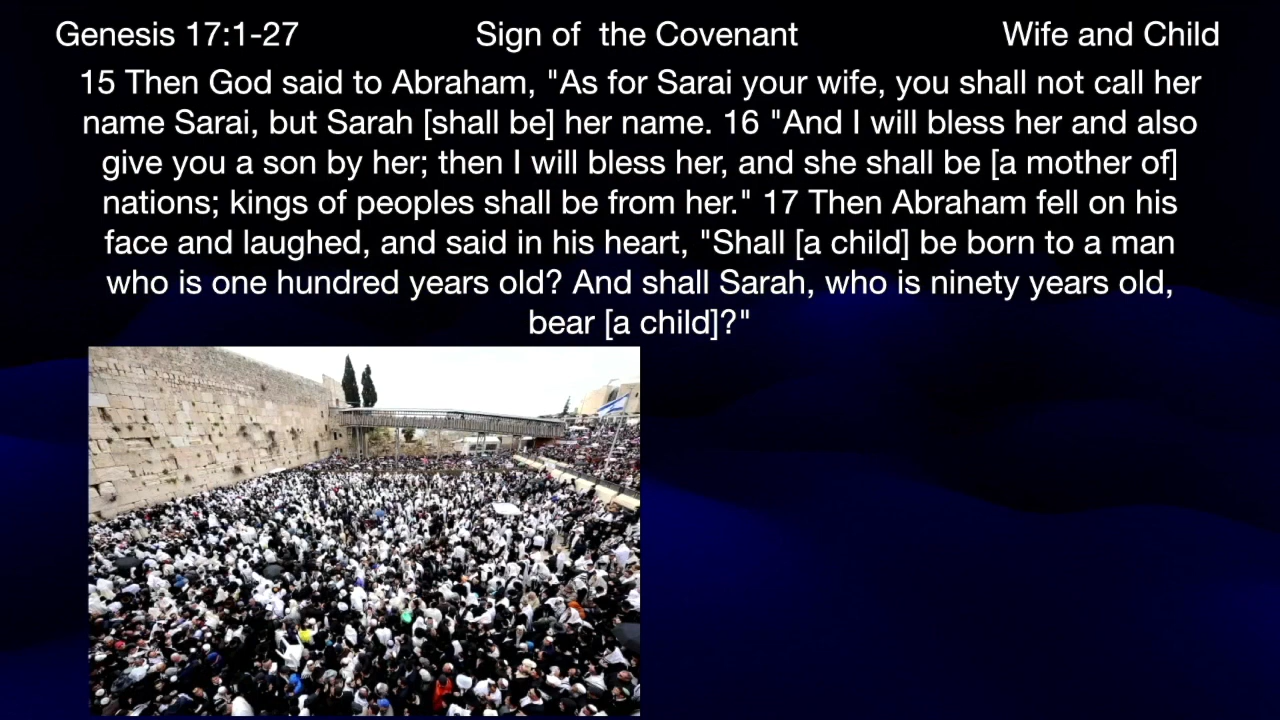 Genesis 17:1-27 Sign of  the Covenant Wife and Child
15 Then God said to Abraham, "As for Sarai your wife, you shall not call her
name Sarai, but Sarah [shall be] her name. 16 "And I will bless her and also
give you a son by her; then I will bless her, and she shall be [a mother of]
nations; kings of peoples shall be from her." 17 Then Abraham fell on his
face and laughed, and said in his heart, "Shall [a child] be born to a man
who is one hundred years old? And shall Sarah, who is ninety years old,
bear [a child]?"